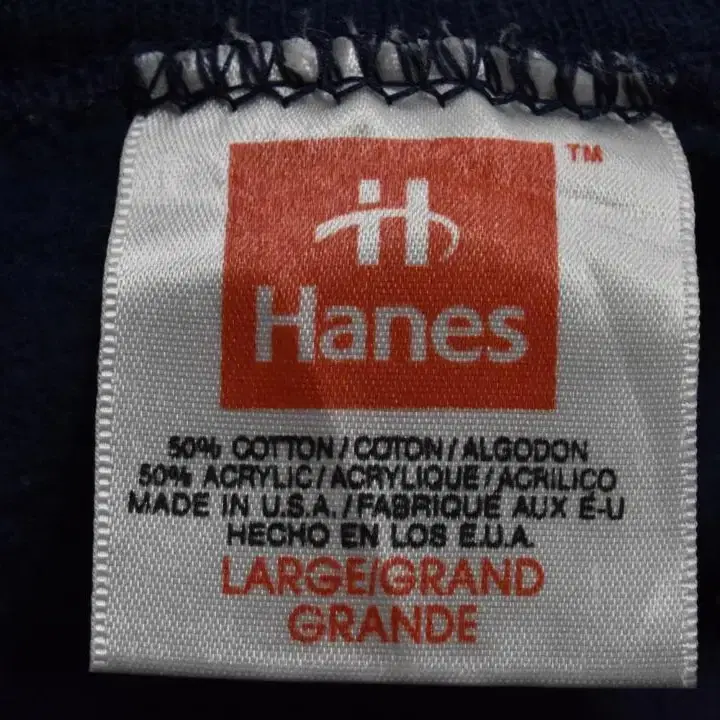 TM
H
Hanes
50% COTTON/COTON/ALGODON
50% ACRYLIC/ACRYLIQUE/ACRILICO
MADE IN U.S.A./FABRIQUE AUX É-U
HECHO EN LOS E.U.A.
LARGE/GRAND
GRANDE